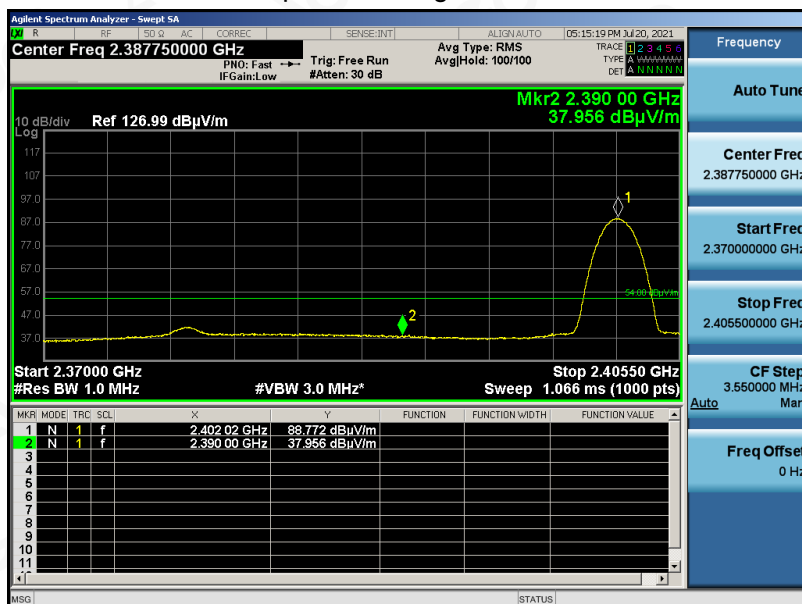 Agilent Spectrum Analyzer - Swept SA
LXI R RF 50 Ω AC CORREC SENSE:INT ALIGN AUTO 05:15:19 PM Jul 20, 2021
Center Freq 2.387750000 GHz Avg Type: RMS TRACE 1 2 3 4 5 6
PNO: Fast Trig: Free Run Avg|Hold: 100/100 TYPE A WWWWW
IFGain:Low #Atten: 30 dB DET A N N N N N
Mkr2 2.390 00 GHz
10 dB/div Ref 126.99 dBµV/m 37.956 dBµV/m
Log
117
107
97.0
1
87.0
77.0
67.0
57.0
54.00 dBµV/m
47.0
2
37.0
Start 2.37000 GHz Stop 2.40550 GHz
#Res BW 1.0 MHz #VBW 3.0 MHz* Sweep 1.066 ms (1000 pts)
MKR MODE TRC SCL X Y FUNCTION FUNCTION WIDTH FUNCTION VALUE
1 N 1 f 2.402 02 GHz 88.772 dBµV/m
2 N 1 f 2.390 00 GHz 37.956 dBµV/m
3
4
5
6
7
8
9
10
11
MSG STATUS
Frequency
Auto Tune
Center Freq
2.387750000 GHz
Start Freq
2.370000000 GHz
Stop Freq
2.405500000 GHz
CF Step
3.550000 MHz
Auto Man
Freq Offset
0 Hz